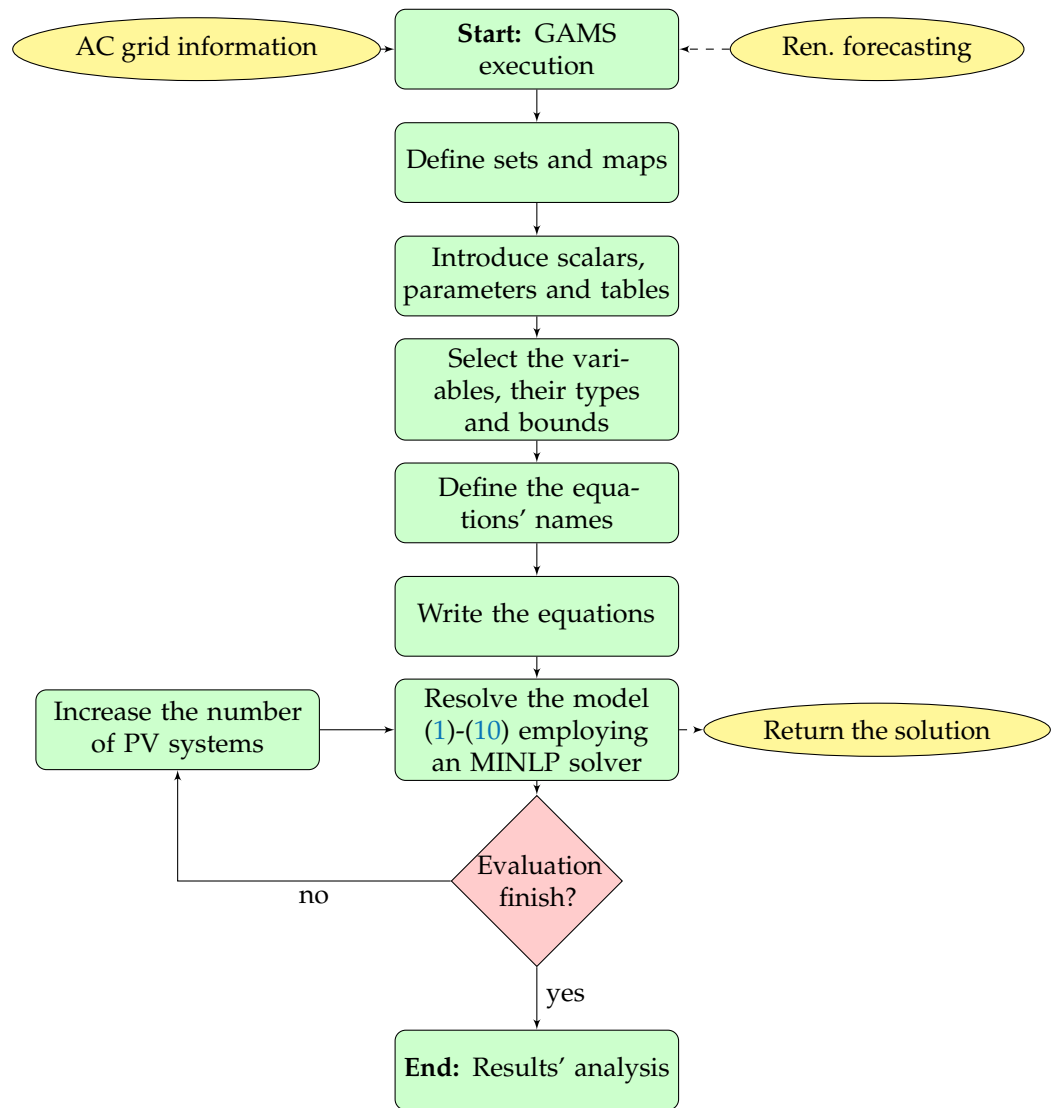 AC grid information
Start: GAMS
execution
Ren. forecasting
Define sets and maps
Introduce scalars,
parameters and tables
Select the vari-
ables, their types
and bounds
Define the equa-
tions' names
Write the equations
Increase the number
of PV systems
Resolve the model
(1)-(10) employing
an MINLP solver
Return the solution
Evaluation
finish?
no
yes
End: Results' analysis